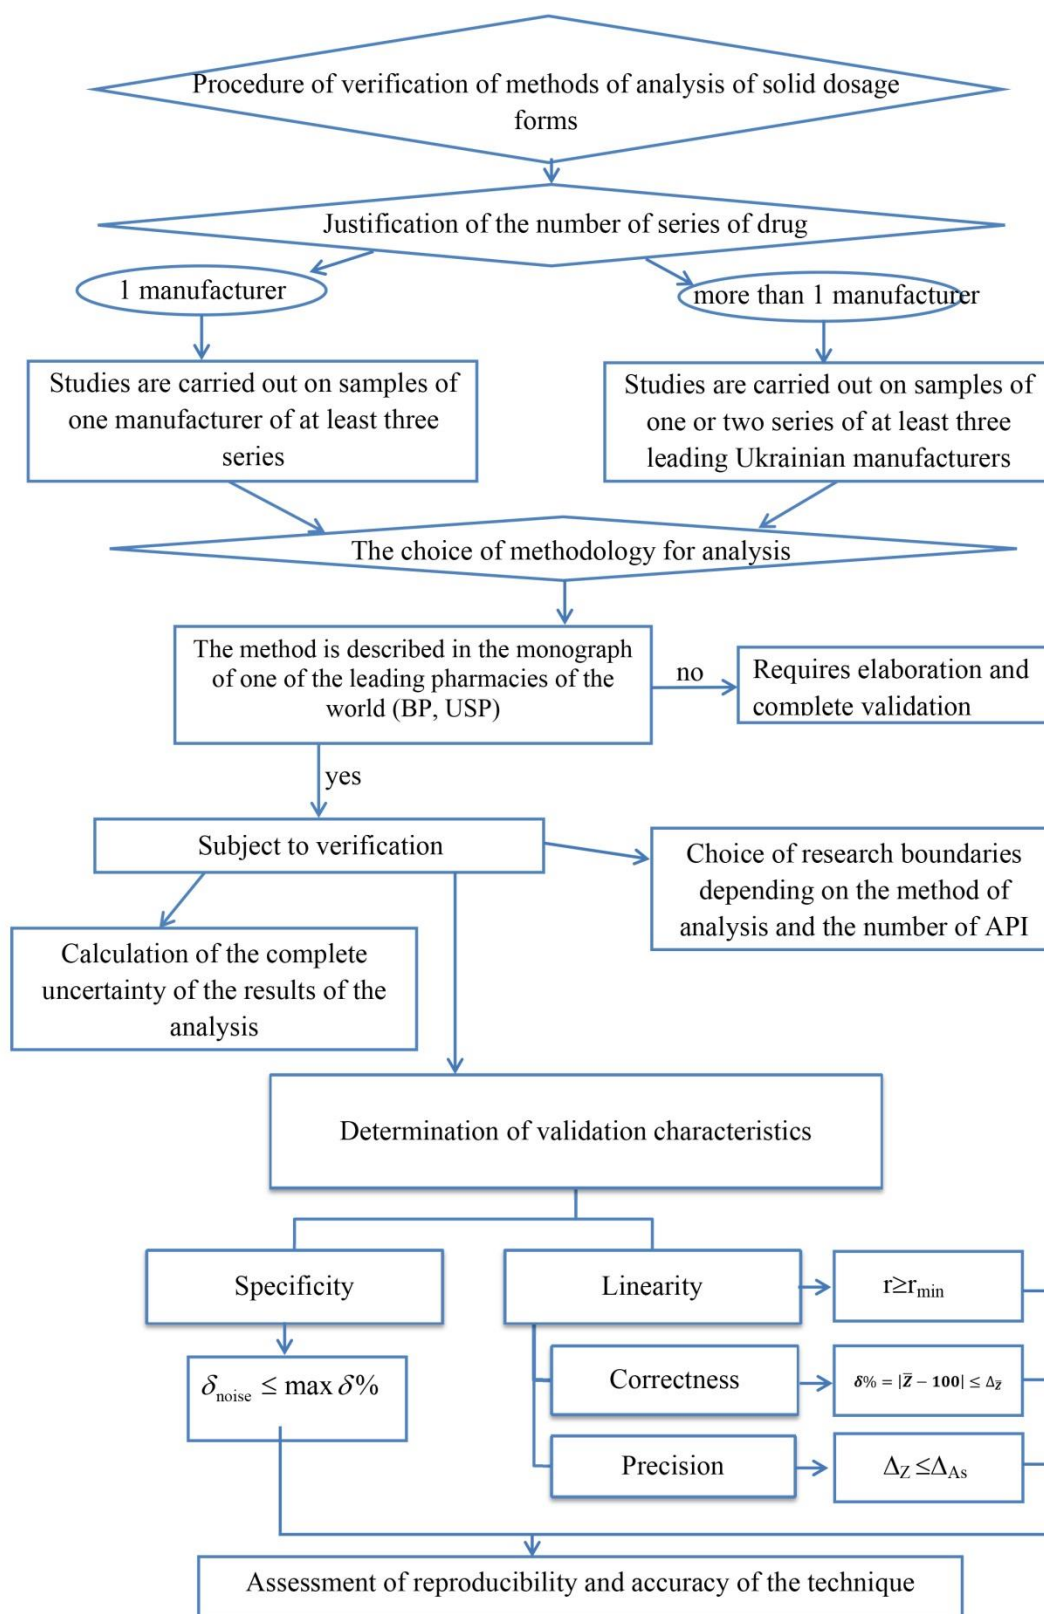 Procedure of verification of methods of analysis of solid dosage
forms
Justification of the number of series of drug
1 manufacturer
more than 1 manufacturer
Studies are carried out on samples of
one manufacturer of at least three
series
Studies are carried out on samples of
one or two series of at least three
leading Ukrainian manufacturers
The choice of methodology for analysis
The method is described in the monograph
of one of the leading pharmacies of the
world (BP, USP)
no
Requires elaboration and
complete validation
yes
Subject to verification
Choice of research boundaries
depending on the method of
analysis and the number of API
Calculation of the complete
uncertainty of the results of the
analysis
Determination of validation characteristics
Specificity
Linearity
r≥r_min
δ_noise ≤ max δ%
Correctness
δ% = |Z̅ − 100| ≤ Δ_Z̅
Precision
Δ_Z ≤Δ_As
Assessment of reproducibility and accuracy of the technique